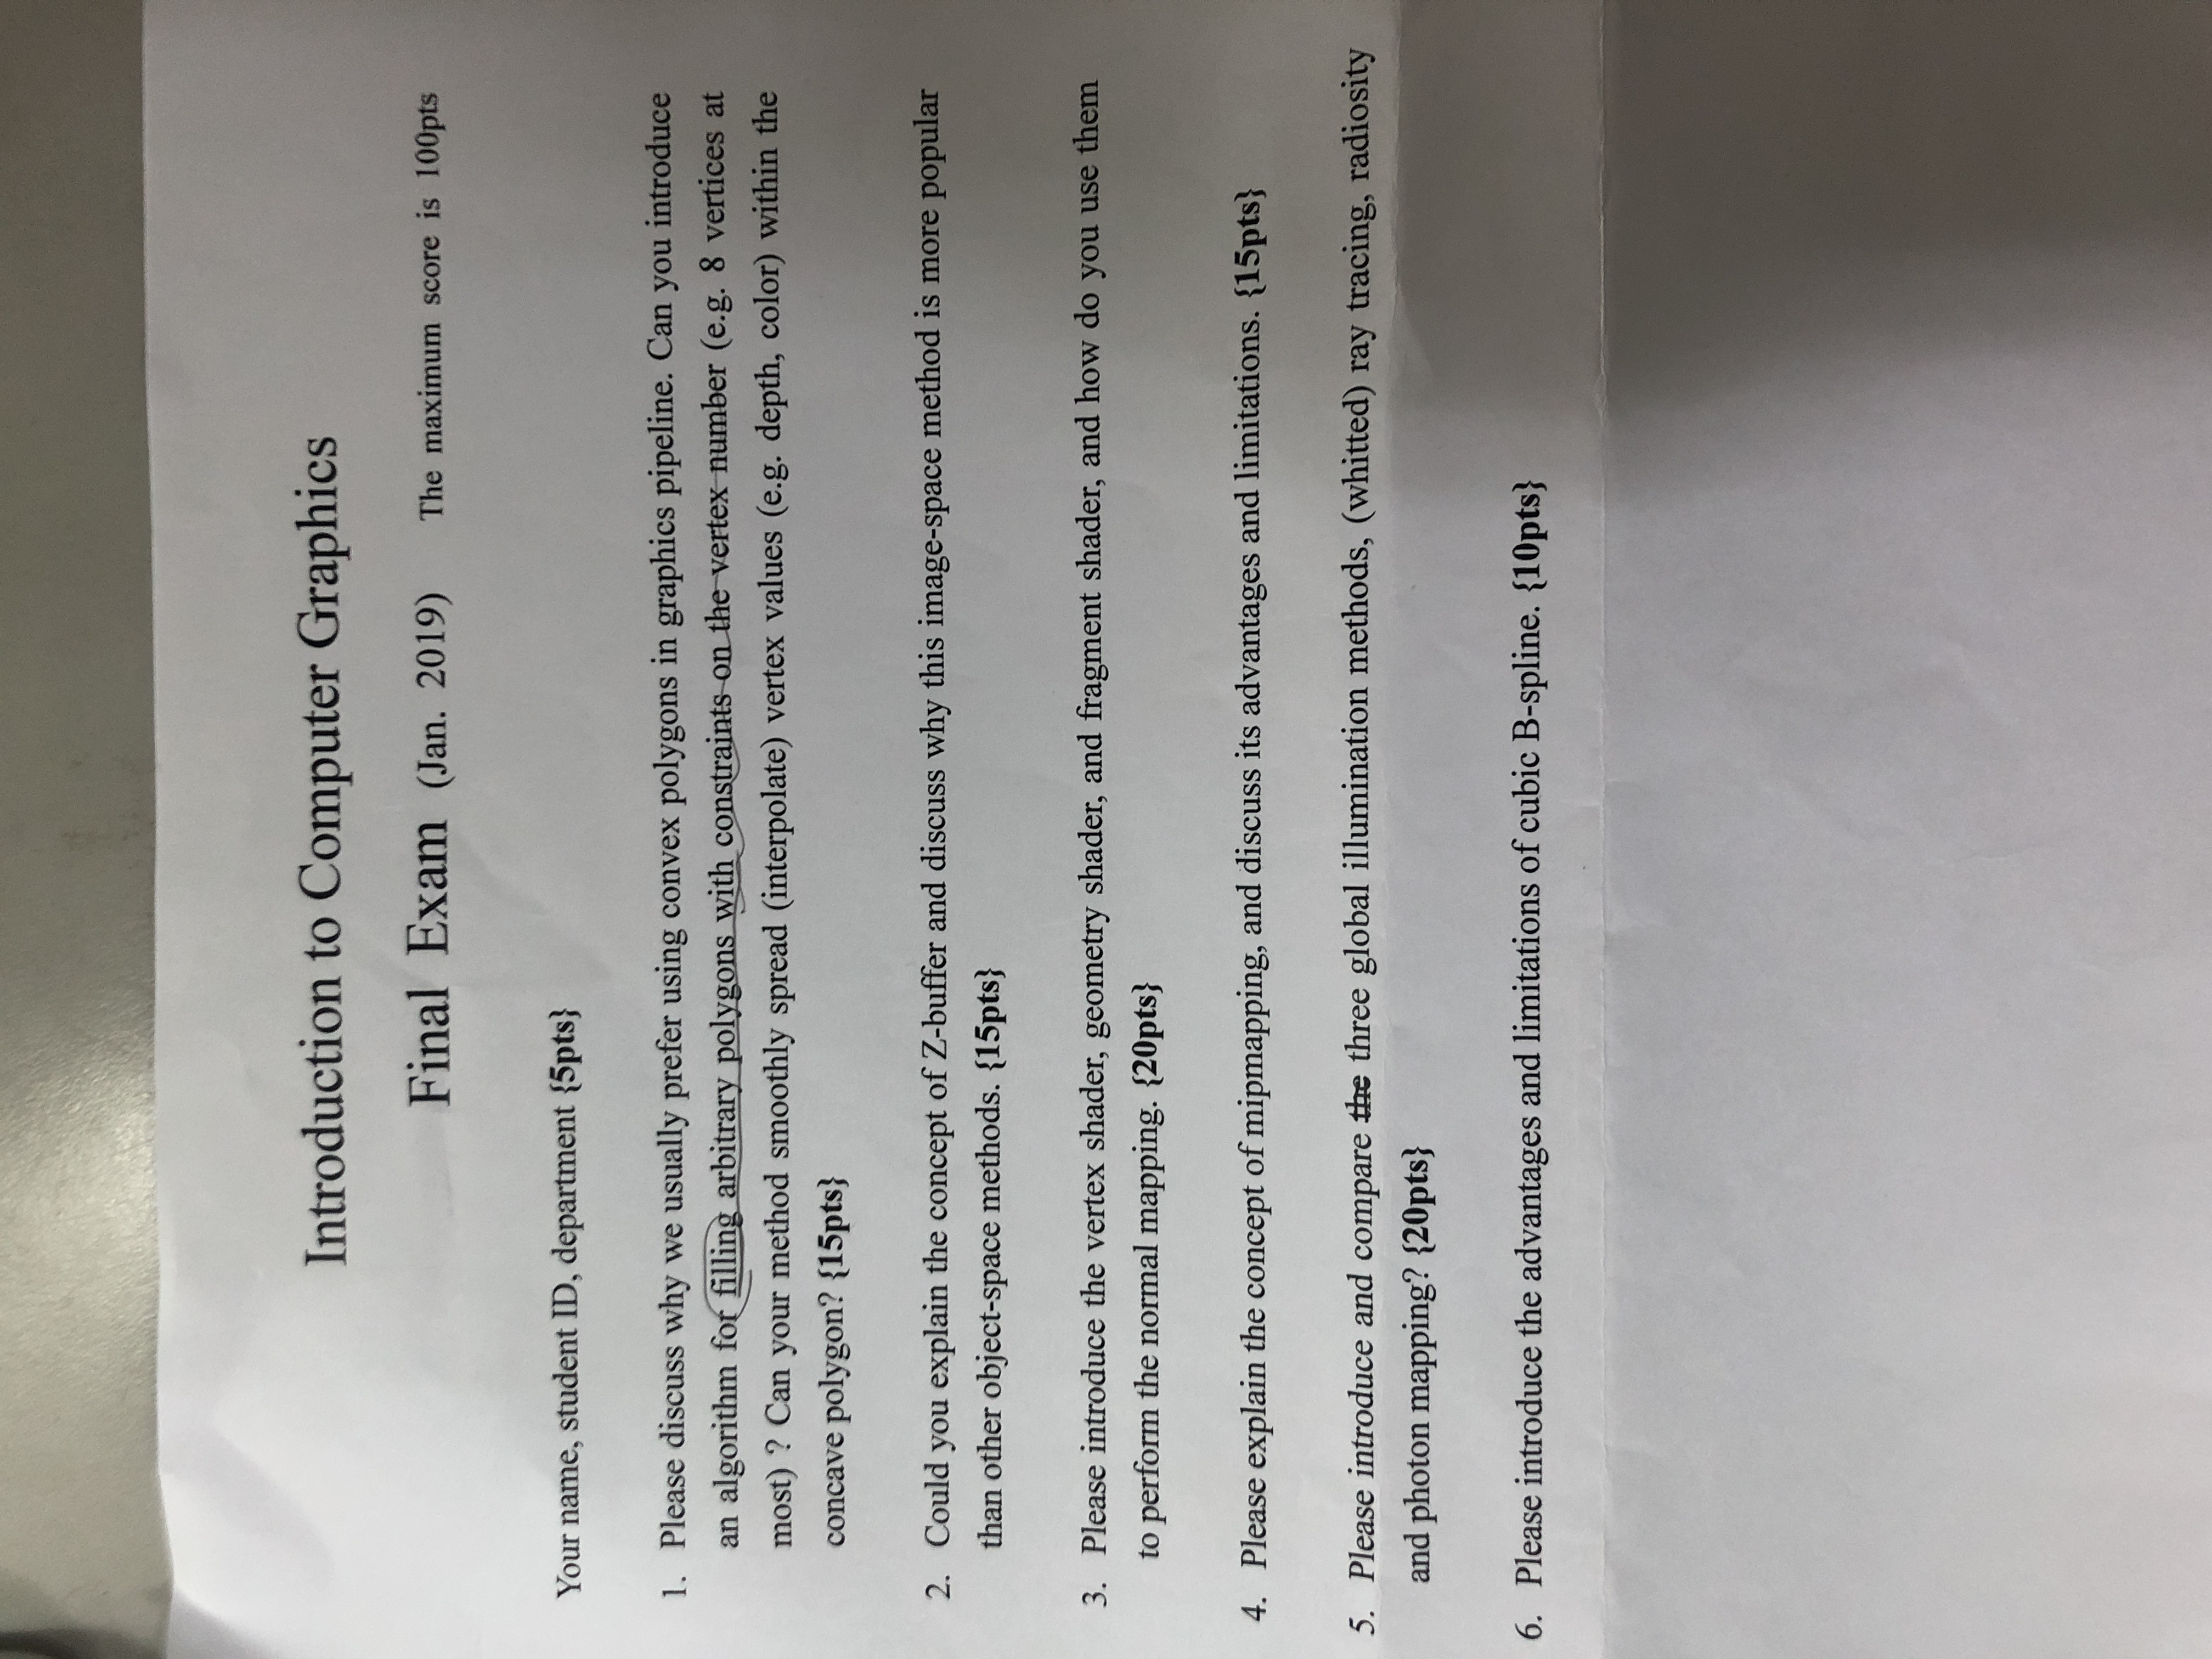 Introduction to Computer Graphics
Final Exam (Jan. 2019) The maximum score is 100pts
Your name, student ID, department {5pts}
1. Please discuss why we usually prefer using convex polygons in graphics pipeline. Can you introduce
an algorithm for filling arbitrary polygons with constraints on the vertex number (e.g. 8 vertices at
most) ? Can your method smoothly spread (interpolate) vertex values (e.g. depth, color) within the
concave polygon? {15pts}
2. Could you explain the concept of Z-buffer and discuss why this image-space method is more popular
than other object-space methods. {15pts}
3. Please introduce the vertex shader, geometry shader, and fragment shader, and how do you use them
to perform the normal mapping. {20pts}
4. Please explain the concept of mipmapping, and discuss its advantages and limitations. {15pts}
5. Please introduce and compare the three global illumination methods, (whitted) ray tracing, radiosity
and photon mapping? {20pts}
6. Please introduce the advantages and limitations of cubic B-spline. {10pts}